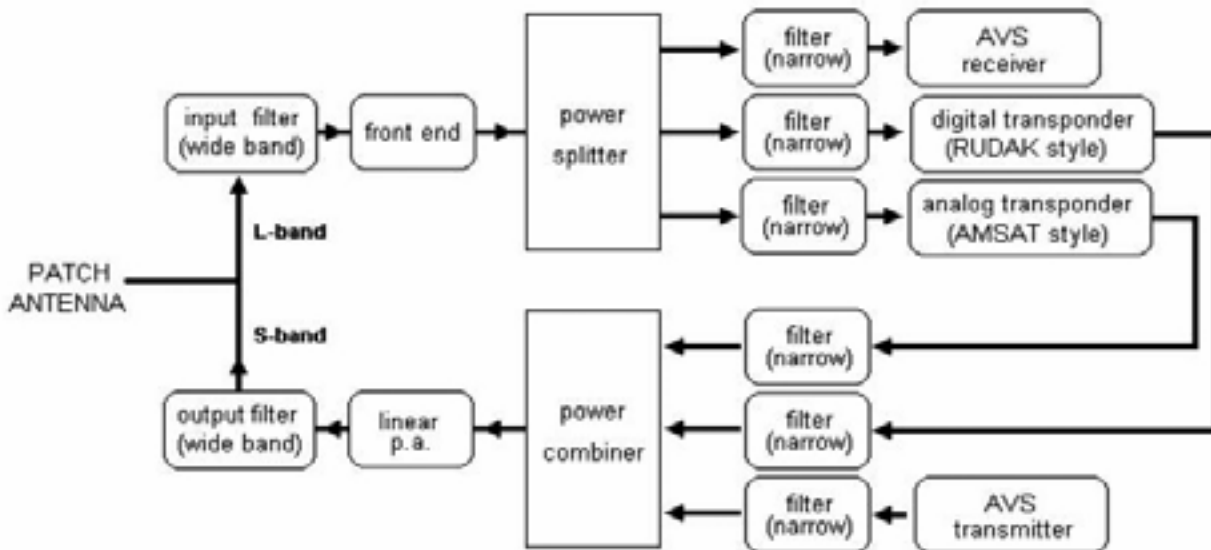 filter
(narrow)
AVS
receiver
input filter
(wide band)
front end
power
splitter
filter
(narrow)
digital transponder
(RUDAK style)
filter
(narrow)
analog transponder
(AMSAT style)
L-band
PATCH
ANTENNA
S-band
filter
(narrow)
output filter
(wide band)
linear
p.a.
power
combiner
filter
(narrow)
filter
(narrow)
AVS
transmitter